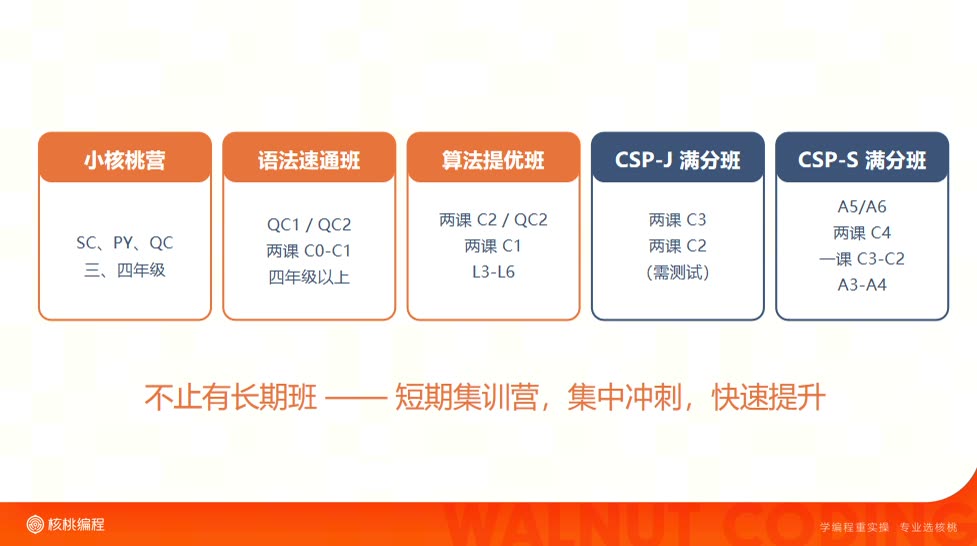 小核桃营
SC、PY、QC
三、四年级
语法速通班
QC1 / QC2
两课 C0-C1
四年级以上
算法提优班
两课 C2 / QC2
两课 C1
L3-L6
CSP-J 满分班
两课 C3
两课 C2
（需测试）
CSP-S 满分班
A5/A6
两课 C4
一课 C3-C2
A3-A4
不止有长期班 —— 短期集训营，集中冲刺，快速提升
核桃编程
WALNUT CODING
学编程重实操 专业选核桃